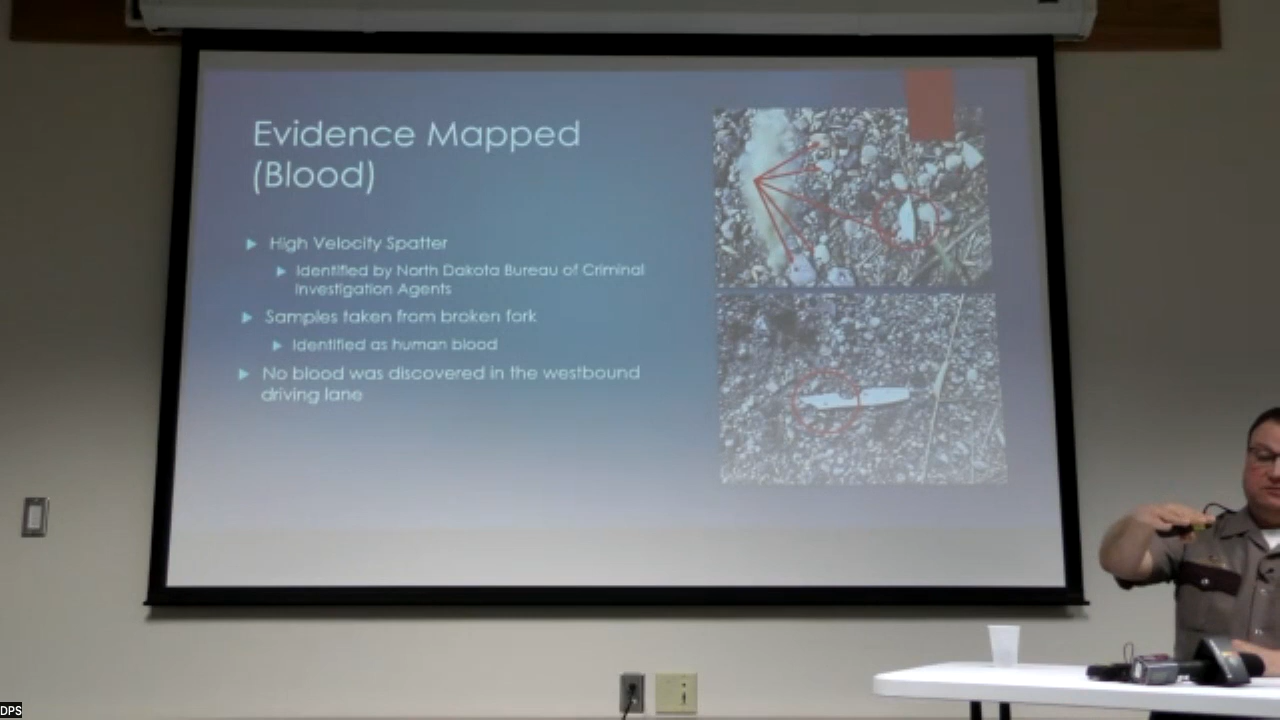 Evidence Mapped
(Blood)
High Velocity Spatter
Identified by North Dakota Bureau of Criminal
Investigation Agents
Samples taken from broken fork
Identified as human blood
No blood was discovered in the westbound
driving lane
DPS